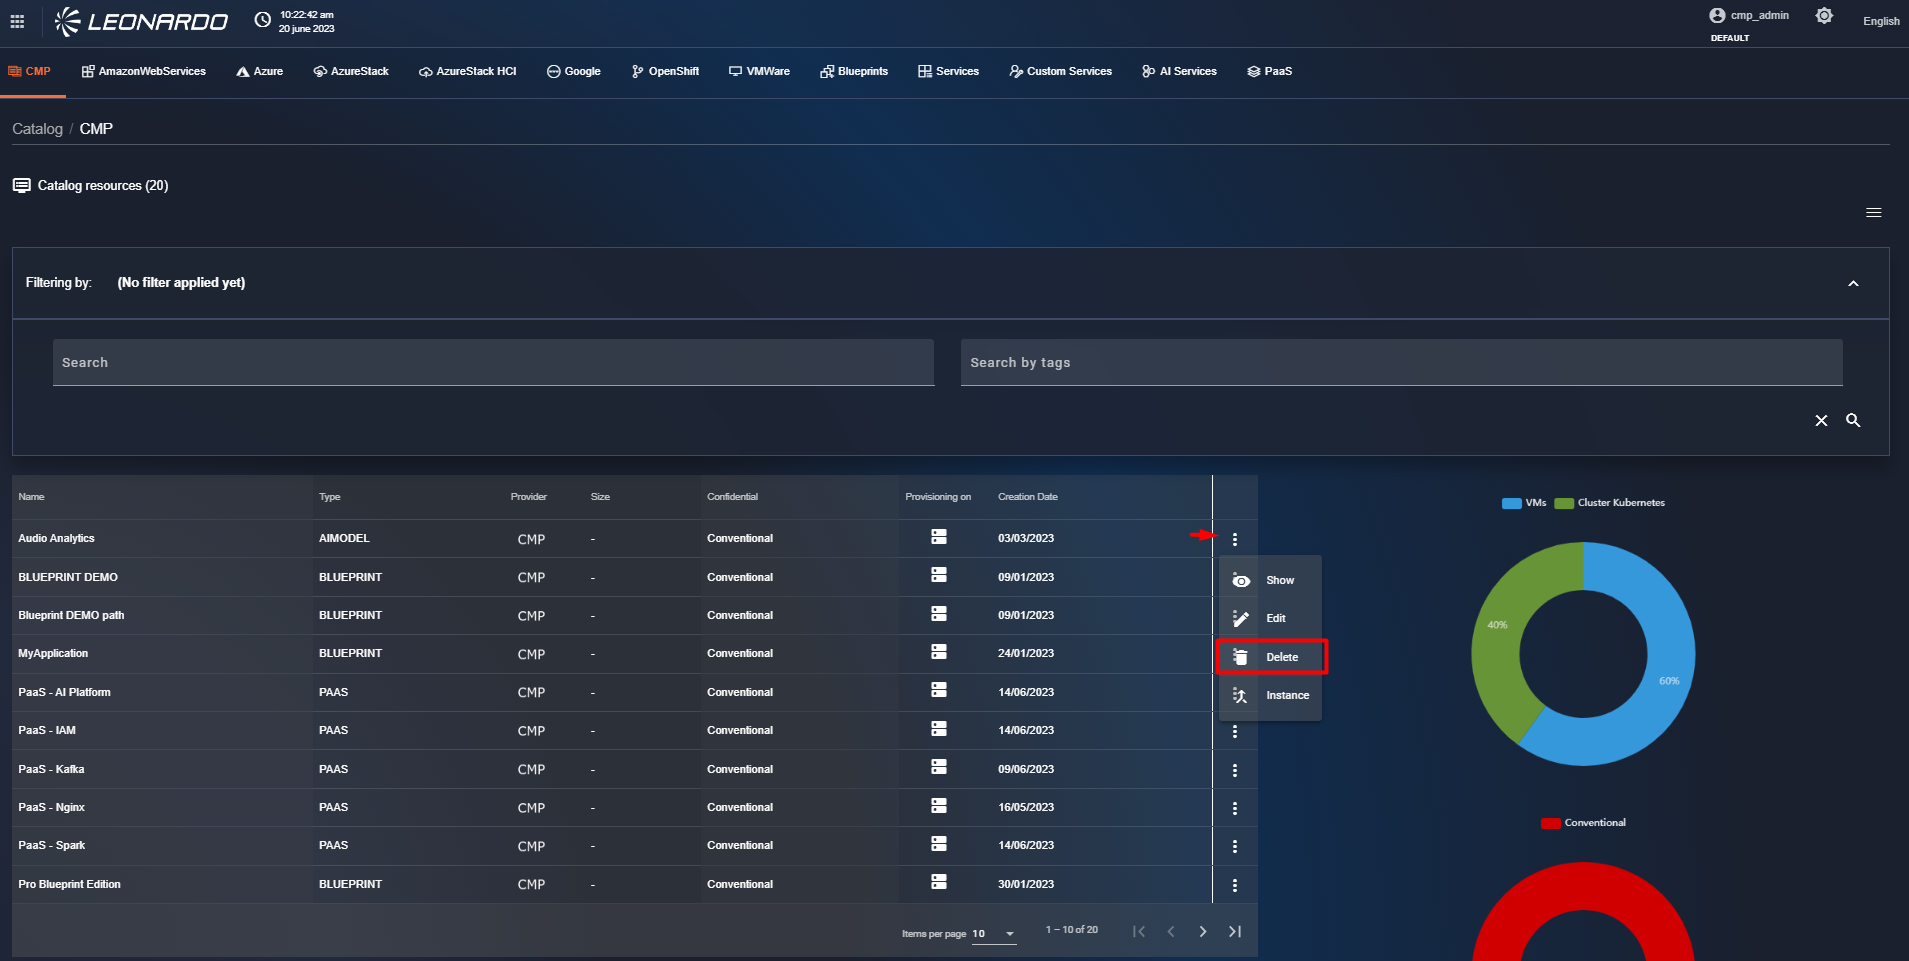 LEONARDO
10:22:42 am
20 june 2023
cmp_admin
DEFAULT
English
CMP AmazonWebServices Azure AzureStack AzureStack HCI Google OpenShift VMWare Blueprints Services Custom Services AI Services PaaS
Catalog / CMP
Catalog resources (20)
Filtering by: (No filter applied yet)
Search Search by tags
Name Type Provider Size Confidential Provisioning on Creation Date
Audio Analytics AIMODEL CMP - Conventional 03/03/2023
BLUEPRINT DEMO BLUEPRINT CMP - Conventional 09/01/2023
Blueprint DEMO path BLUEPRINT CMP - Conventional 09/01/2023
MyApplication BLUEPRINT CMP - Conventional 24/01/2023
PaaS - AI Platform PAAS CMP - Conventional 14/06/2023
PaaS - IAM PAAS CMP - Conventional 14/06/2023
PaaS - Kafka PAAS CMP - Conventional 09/06/2023
PaaS - Nginx PAAS CMP - Conventional 16/05/2023
PaaS - Spark PAAS CMP - Conventional 14/06/2023
Pro Blueprint Edition BLUEPRINT CMP - Conventional 30/01/2023
Show
Edit
Delete
Instance
Items per page 10 1 – 10 of 20
VMs Cluster Kubernetes
40%
60%
Conventional